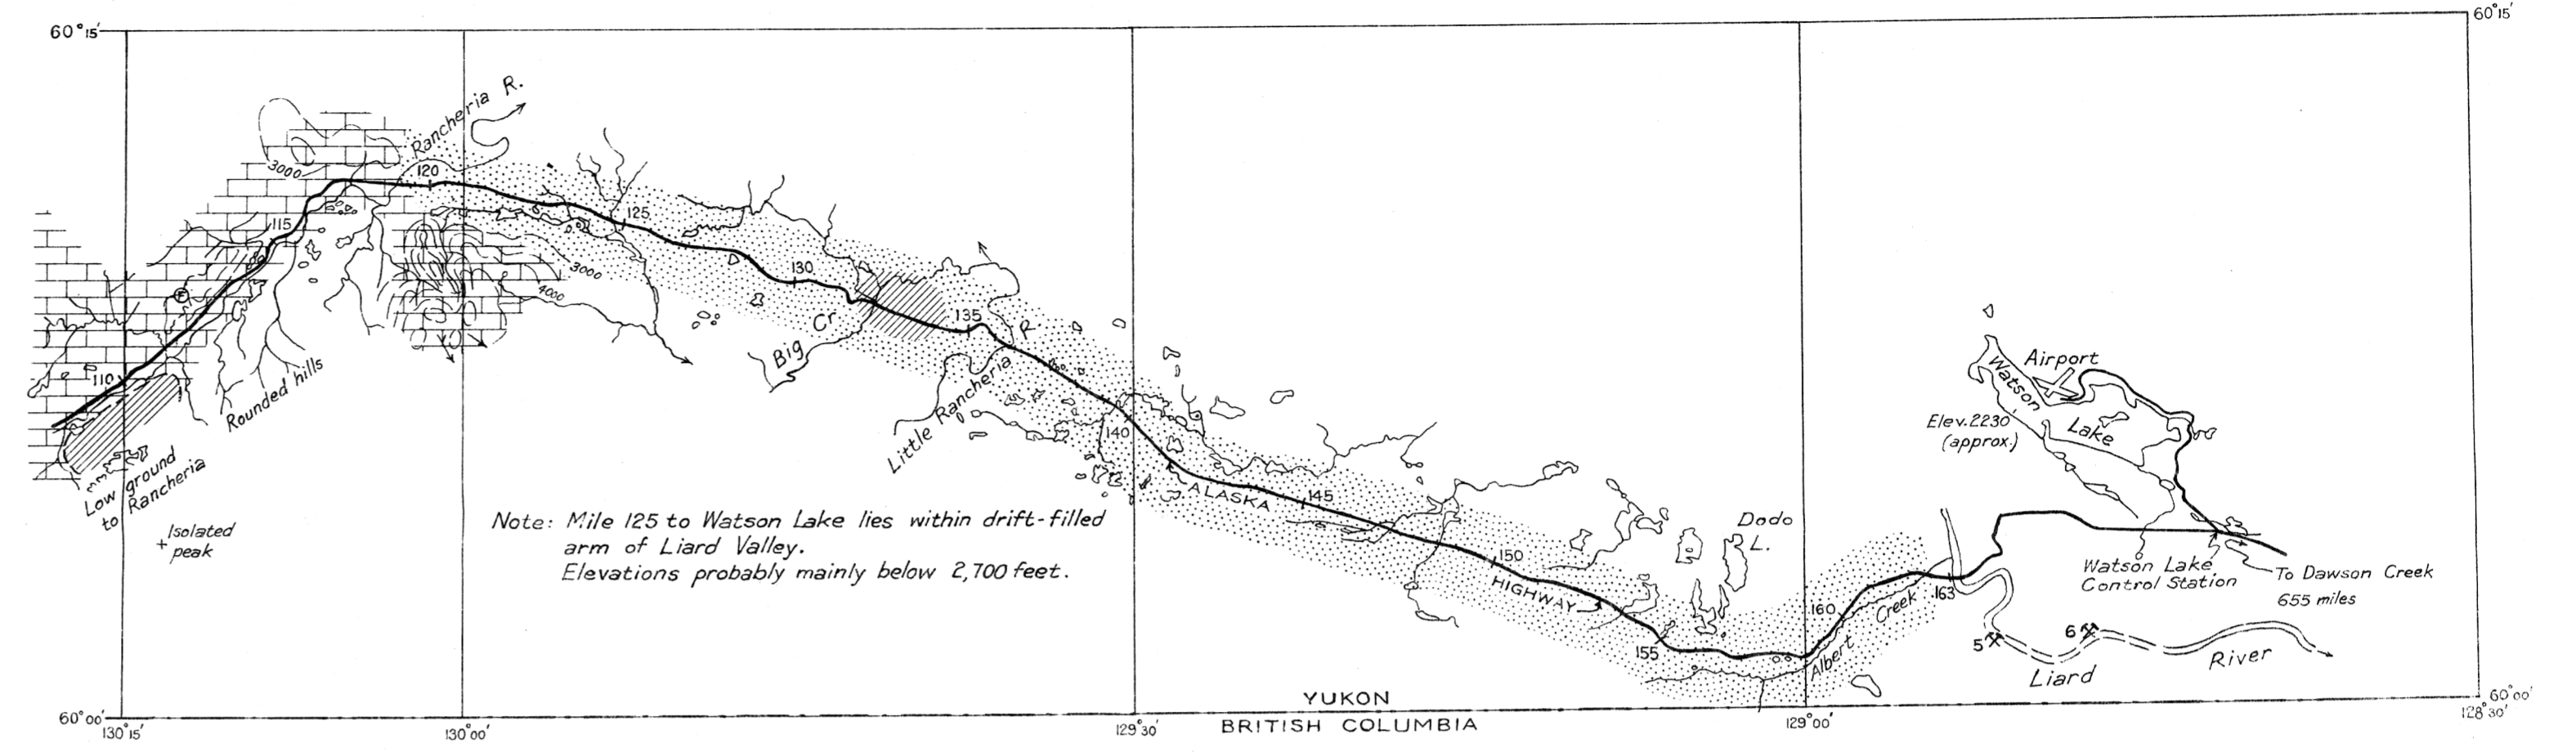 60°15'
60°15'
Rancheria R.
3000
120
115
125
3000
4000
130
Big Cr
135
Little Rancheria R.
110
Rounded hills
Low ground
to Rancheria
Isolated
peak
140
ALASKA
145
150
HIGHWAY
155
Dodo
L.
160
Albert Creek
163
Airport
Watson
Lake
Elev. 2230
(approx.)
Watson Lake
Control Station
To Dawson Creek
655 miles
5
6
Liard River
Note: Mile 125 to Watson Lake lies within drift-filled
arm of Liard Valley.
Elevations probably mainly below 2,700 feet.
YUKON
BRITISH COLUMBIA
60°00'
60°00'
130°15'
130°00'
129°30'
129°00'
128°30'